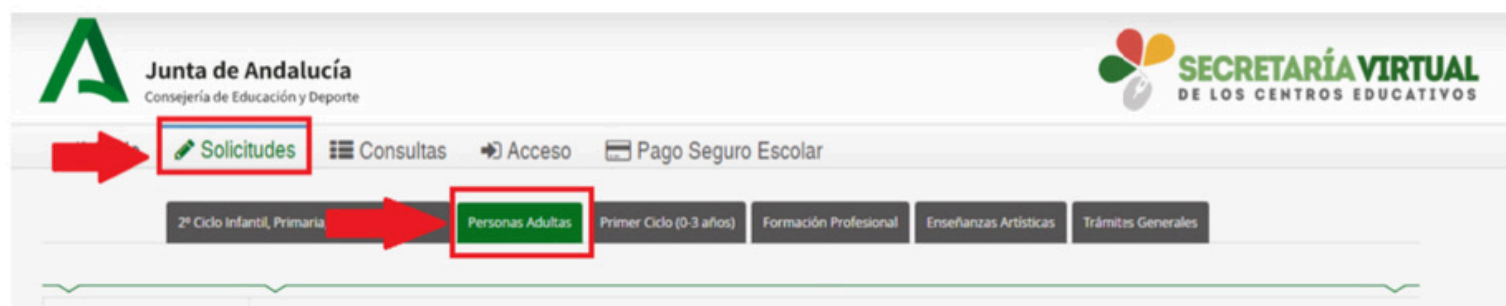 Junta de Andalucía
Consejería de Educación y Deporte
SECRETARÍA VIRTUAL
DE LOS CENTROS EDUCATIVOS
Solicitudes Consultas Acceso Pago Seguro Escolar
2º Ciclo Infantil, Primaria, Personas Adultas Primer Ciclo (0-3 años) Formación Profesional Enseñanzas Artísticas Trámites Generales